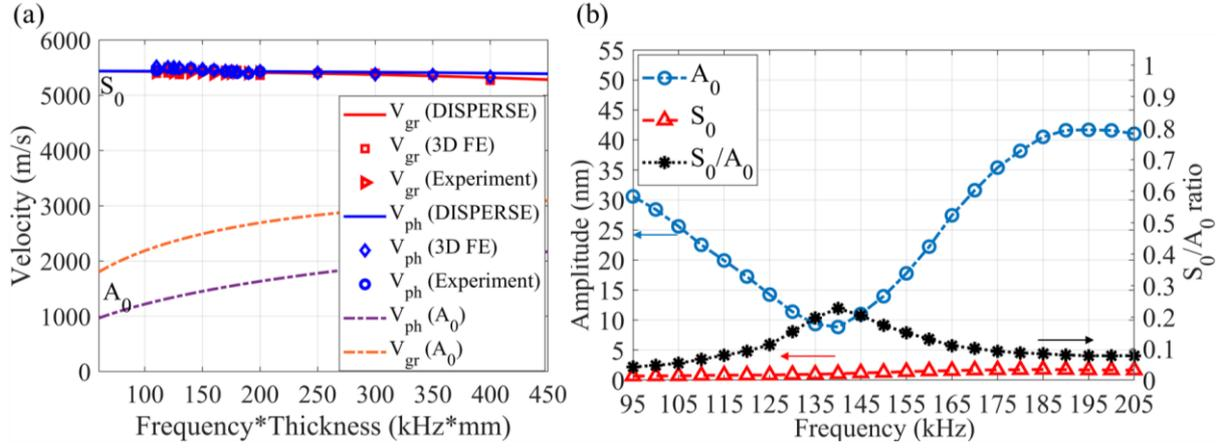 (a)
6000
5000
4000
3000
2000
1000
0
Velocity (m/s)
S0
A0
Vgr (DISPERSE)
Vgr (3D FE)
Vgr (Experiment)
Vph (DISPERSE)
Vph (3D FE)
Vph (Experiment)
Vph (A0)
Vgr (A0)
100 150 200 250 300 350 400 450
Frequency*Thickness (kHz*mm)
(b)
55
50
45
40
35
30
25
20
15
10
5
0
Amplitude (nm)
A0
S0
S0/A0
1
0.9
0.8
0.7
0.6
0.5
0.4
0.3
0.2
0.1
0
S0/A0 ratio
95 105 115 125 135 145 155 165 175 185 195 205
Frequency (kHz)